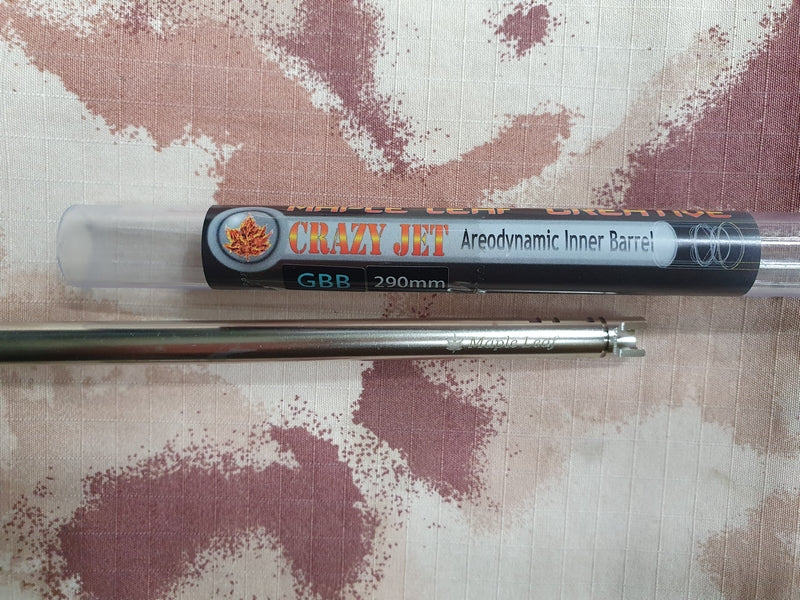 MAPLE LEAF CREATIVE
CRAZY JET Areodynamic Inner Barrel
GBB 290mm
Maple Leaf